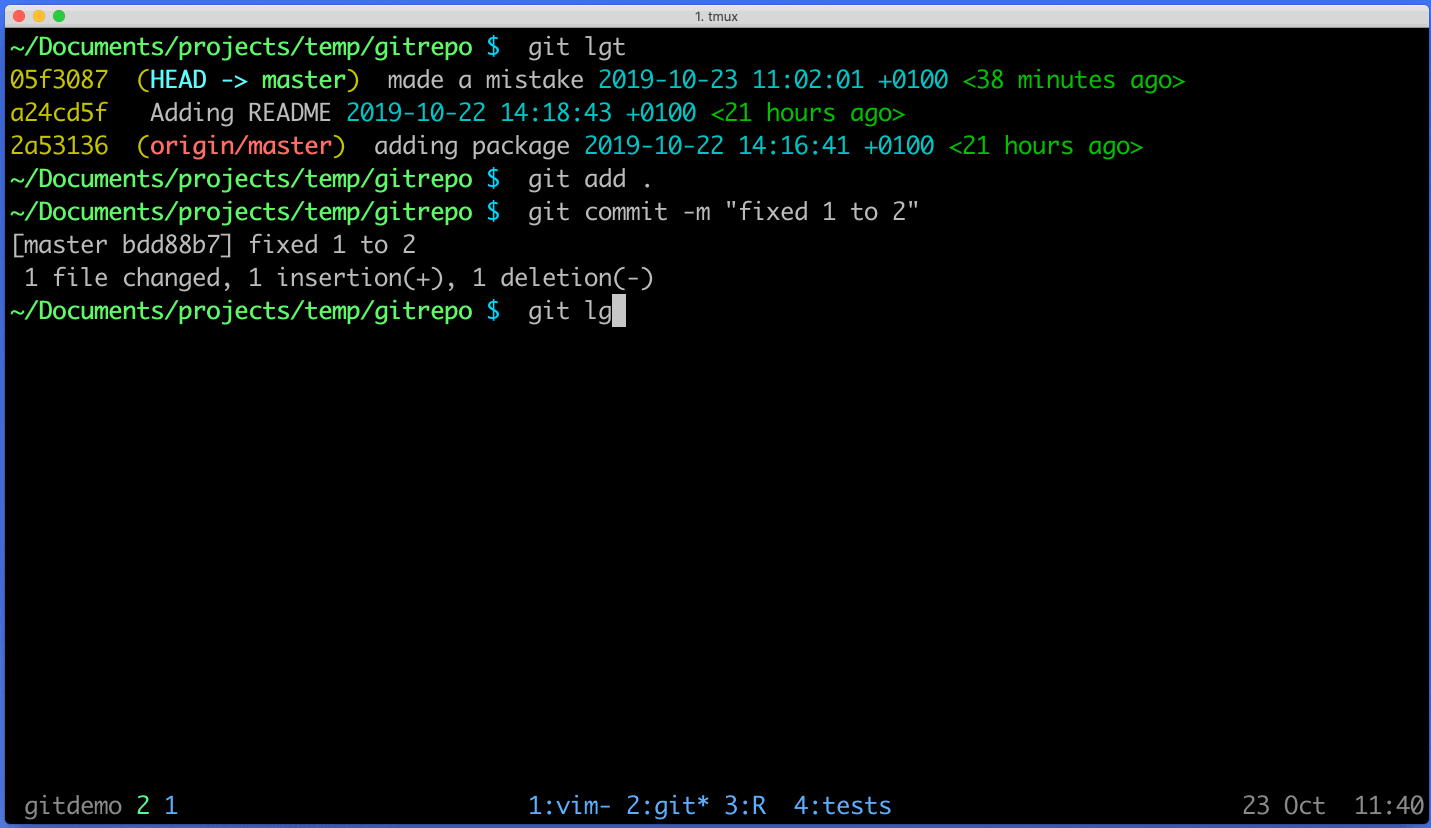 1. tmux
~/Documents/projects/temp/gitrepo $  git lgt
05f3087  (HEAD -> master)  made a mistake 2019-10-23 11:02:01 +0100 <38 minutes ago>
a24cd5f   Adding README 2019-10-22 14:18:43 +0100 <21 hours ago>
2a53136  (origin/master)  adding package 2019-10-22 14:16:41 +0100 <21 hours ago>
~/Documents/projects/temp/gitrepo $  git add .
~/Documents/projects/temp/gitrepo $  git commit -m "fixed 1 to 2"
[master bdd88b7] fixed 1 to 2
 1 file changed, 1 insertion(+), 1 deletion(-)
~/Documents/projects/temp/gitrepo $  git lg
gitdemo 2 1 1:vim- 2:git* 3:R  4:tests 23 Oct  11:40